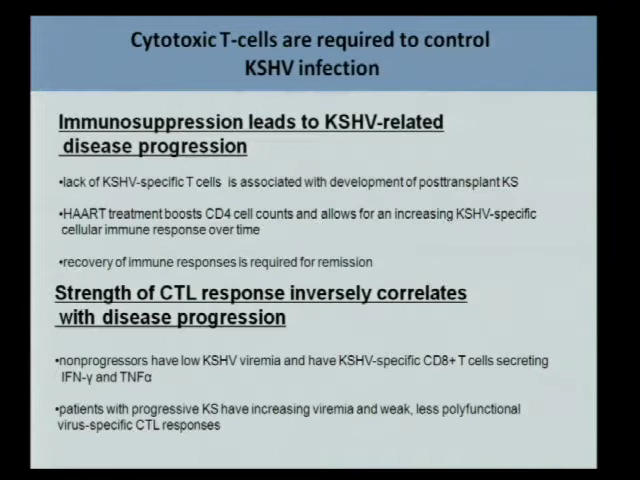 Cytotoxic T-cells are required to control
KSHV infection
Immunosuppression leads to KSHV-related
disease progression
•lack of KSHV-specific T cells is associated with development of posttransplant KS
•HAART treatment boosts CD4 cell counts and allows for an increasing KSHV-specific
cellular immune response over time
•recovery of immune responses is required for remission
Strength of CTL response inversely correlates
with disease progression
•nonprogressors have low KSHV viremia and have KSHV-specific CD8+ T cells secreting
IFN-γ and TNFα
•patients with progressive KS have increasing viremia and weak, less polyfunctional
virus-specific CTL responses